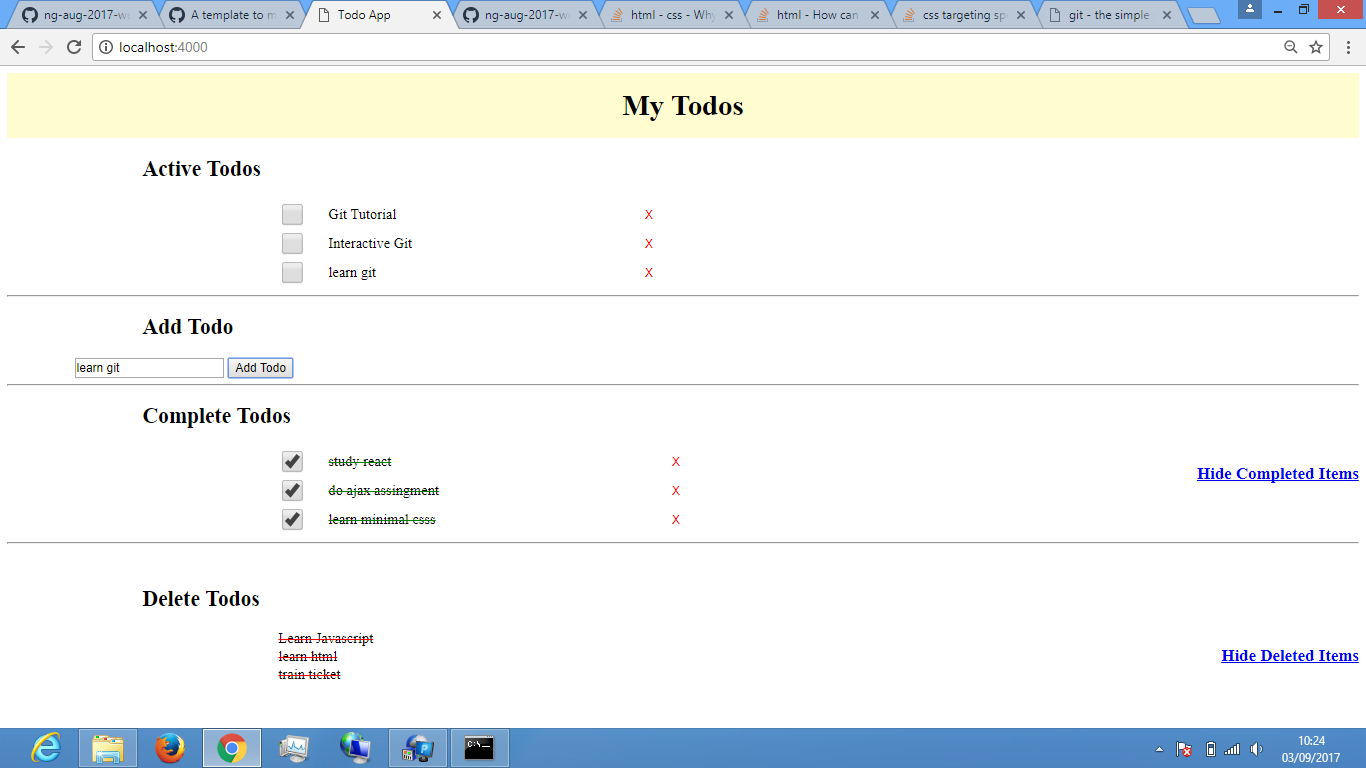 ng-aug-2017-w
A template to m
Todo App
ng-aug-2017-w
html - css - Why
html - How can
css targeting sp
git - the simple
localhost:4000
My Todos
Active Todos
Git Tutorial X
Interactive Git X
learn git X
Add Todo
learn git Add Todo
Complete Todos
study react X
do ajax assingment X
learn minimal csss X
Hide Completed Items
Delete Todos
Learn Javascript
learn html
train ticket
Hide Deleted Items
10:24
03/09/2017